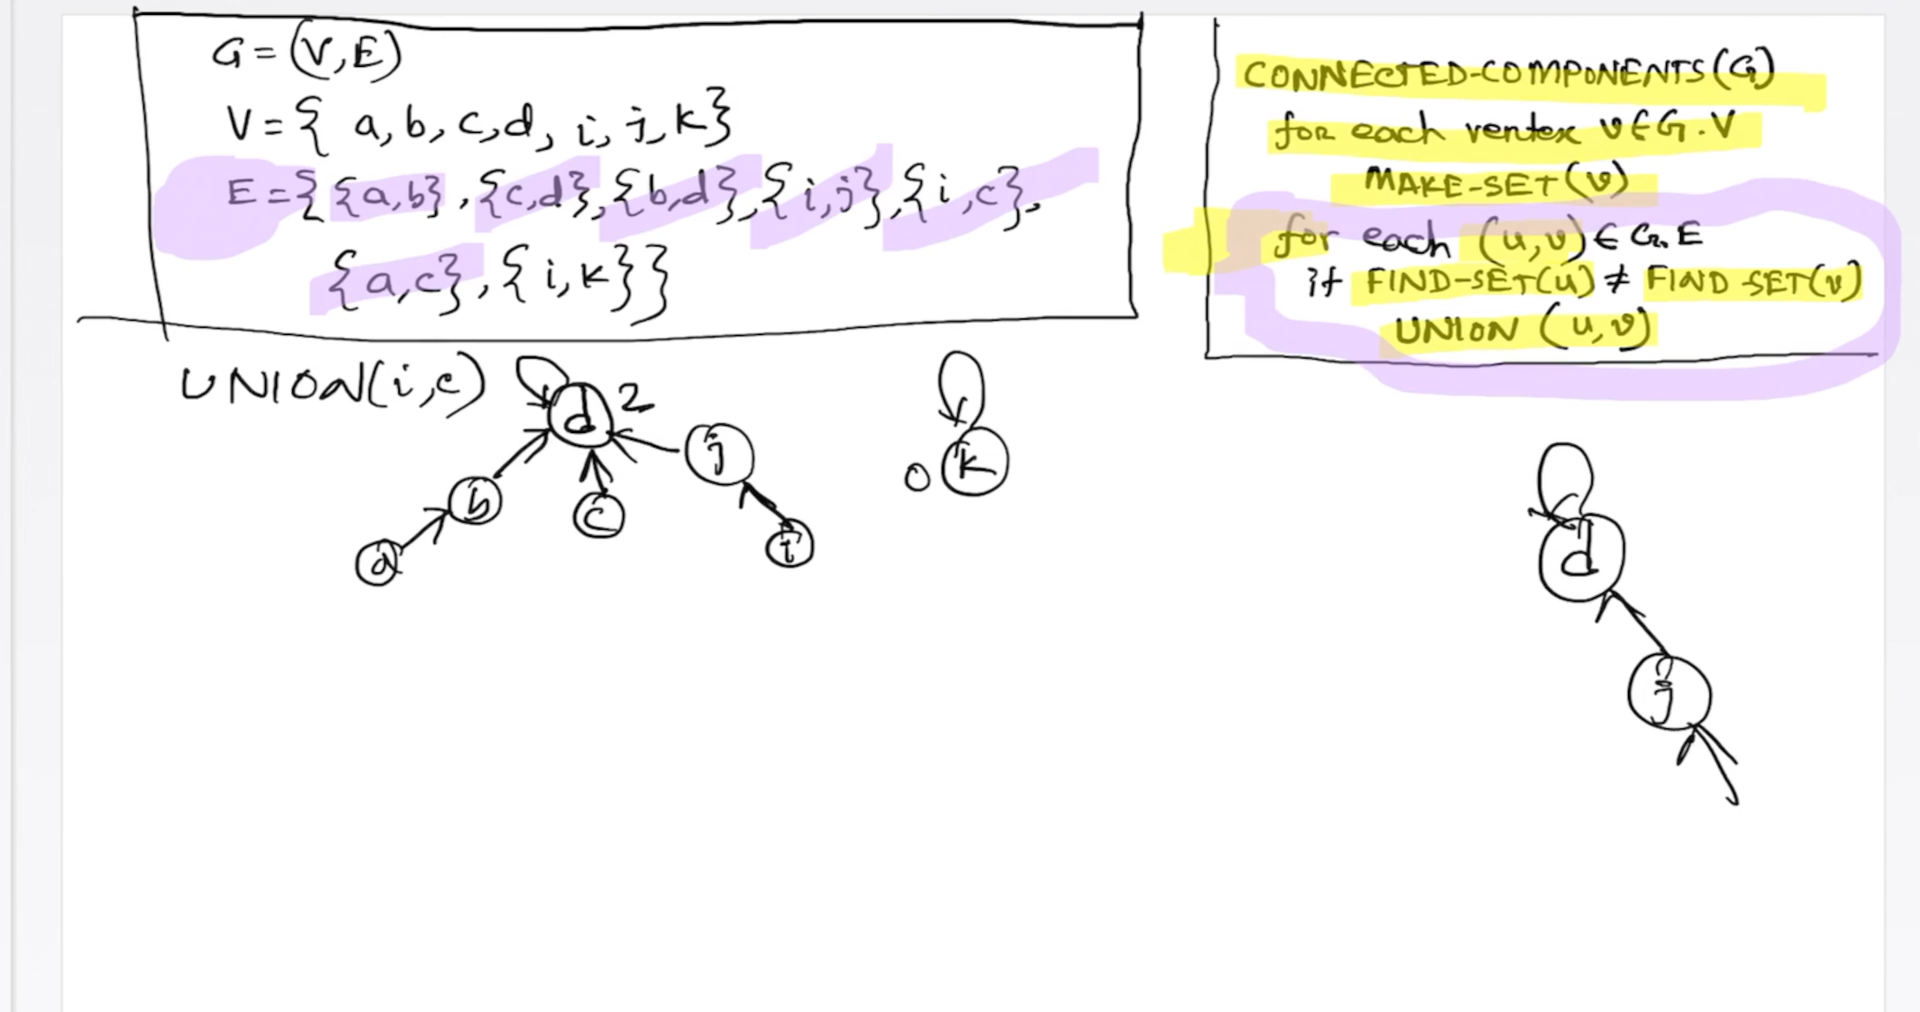 G = (V,E)
V = { a, b, c, d, i, j, k}
E = { {a,b}, {c,d}, {b,d}, {i,j}, {i,c},
{a,c}, {i,k}}
CONNECTED-COMPONENTS(G)
for each vertex v ∈ G.V
MAKE-SET(v)
for each (u,v) ∈ G.E
if FIND-SET(u) ≠ FIND-SET(v)
UNION (u,v)
UNION(i,c)
d 2
j
b
c
a
i
0 k
d
j